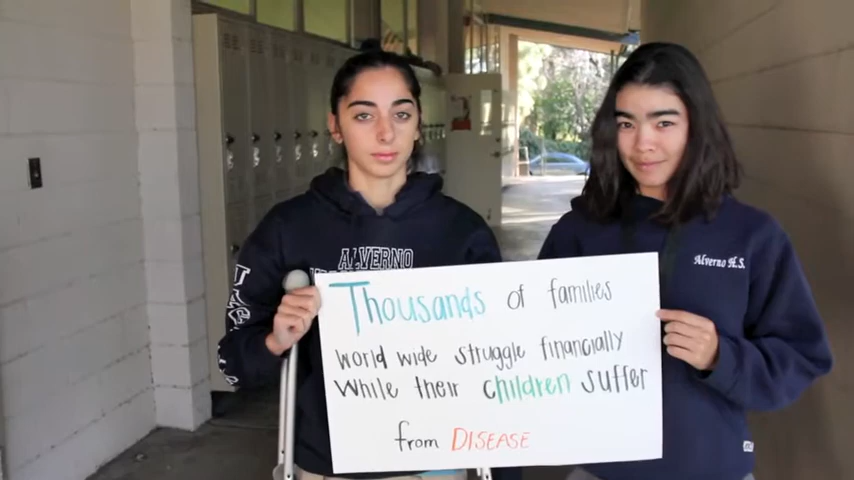 ALVERNO
Alverno H.S.
Thousands of families
world wide struggle financially
While their children suffer
from DISEASE